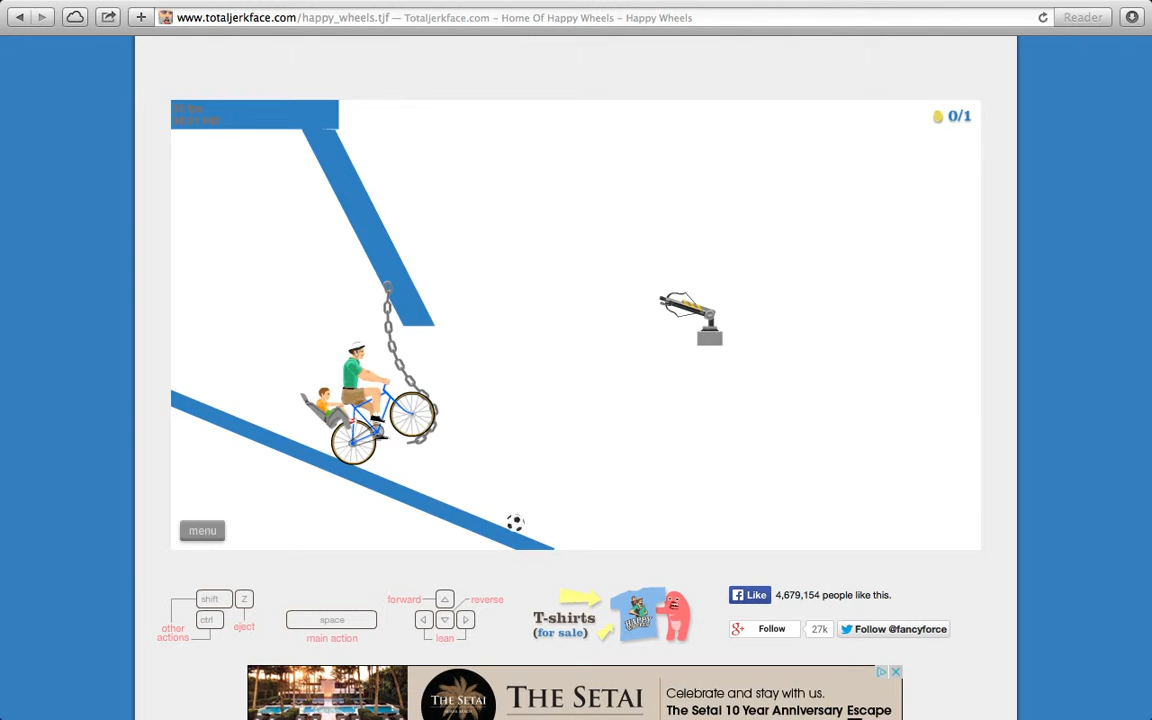 www.totaljerkface.com/happy_wheels.tjf — Totaljerkface.com - Home Of Happy Wheels - Happy Wheels
Reader
0/1
menu
shift Z
ctrl
other actions
eject
space
main action
forward
reverse
lean
T-shirts
(for sale)
HAPPY WHEELS
Like 4,679,154 people like this.
Follow 27k Follow @fancyforce
THE SETAI
Celebrate and stay with us.
The Setai 10 Year Anniversary Escape